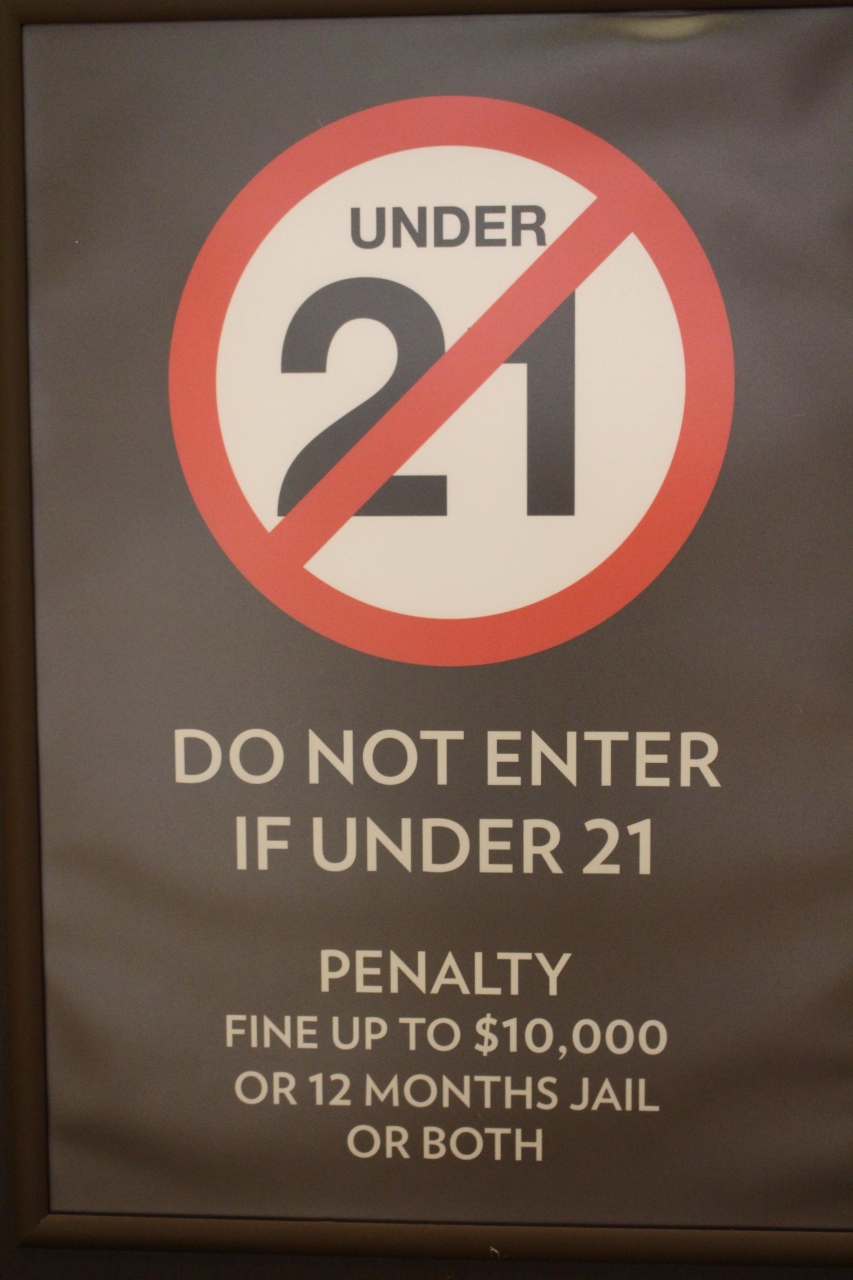 UNDER
21
DO NOT ENTER
IF UNDER 21
PENALTY
FINE UP TO $10,000
OR 12 MONTHS JAIL
OR BOTH